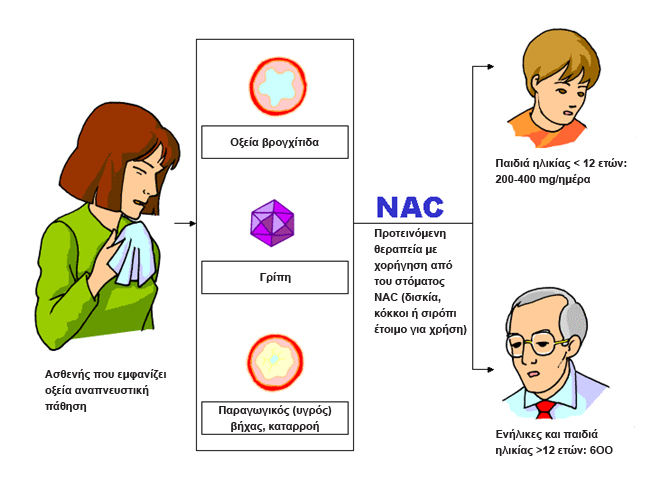 Ασθενής που εμφανίζει
οξεία αναπνευστική
πάθηση
Οξεία βρογχίτιδα
Γρίπη
Παραγωγικός (υγρός)
βήχας, καταρροή
NAC
Προτεινόμενη
θεραπεία με
χορήγηση από
του στόματος
NAC (δισκία,
κόκκοι ή σιρότι
έτοιμο για χρήση)
Παιδιά ηλικίας < 12 ετών:
200-400 mg/ημέρα
Ενήλικες και παιδιά
ηλικίας >12 ετών: 6OO